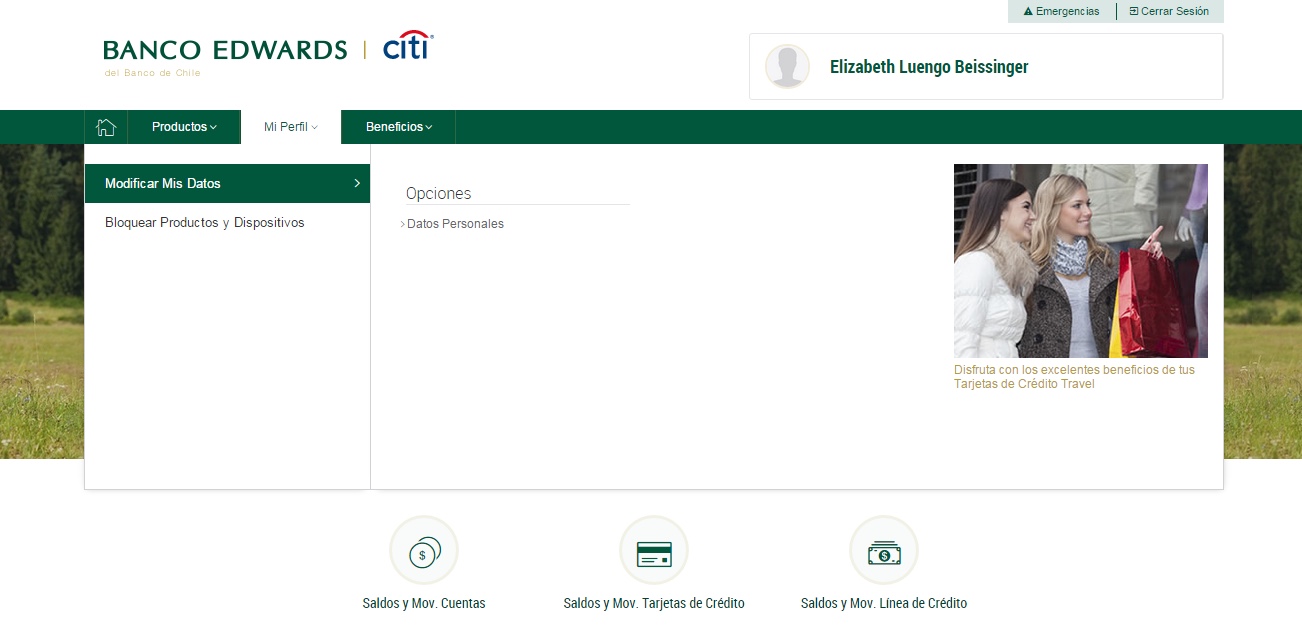 Emergencias
Cerrar Sesión
BANCO EDWARDS | citi
del Banco de Chile
Elizabeth Luengo Beissinger
Productos
Mi Perfil
Beneficios
Modificar Mis Datos
Bloquear Productos y Dispositivos
Opciones
Datos Personales
Disfruta con los excelentes beneficios de tus
Tarjetas de Crédito Travel
Saldos y Mov. Cuentas
Saldos y Mov. Tarjetas de Crédito
Saldos y Mov. Línea de Crédito